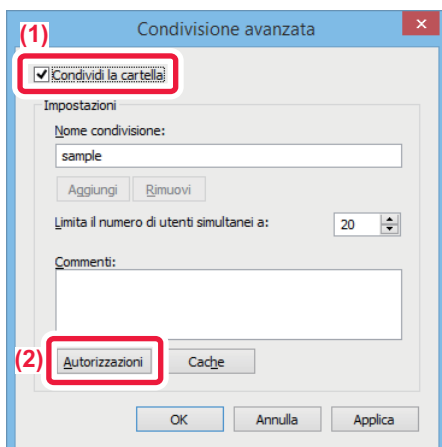 (1)
Condivisione avanzata
Condividi la cartella
Impostazioni
Nome condivisione:
sample
Aggiungi Rimuovi
Limita il numero di utenti simultanei a: 20
Commenti:
(2)
Autorizzazioni Cache
OK Annulla Applica